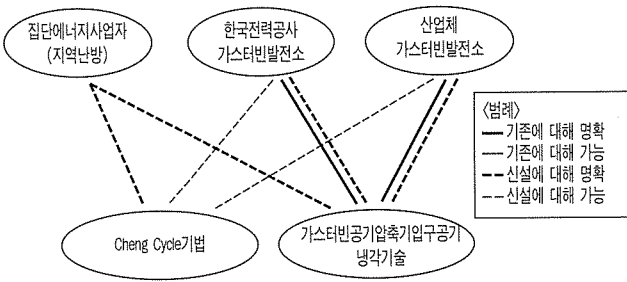 집단에너지사업자
(지역난방)
한국전력공사
가스터빈발전소
산업체
가스터빈발전소
<범례>
기존에 대해 명확
기존에 대해 가능
신설에 대해 명확
신설에 대해 가능
Cheng Cycle기법
가스터빈공기압축기입구공기
냉각기술